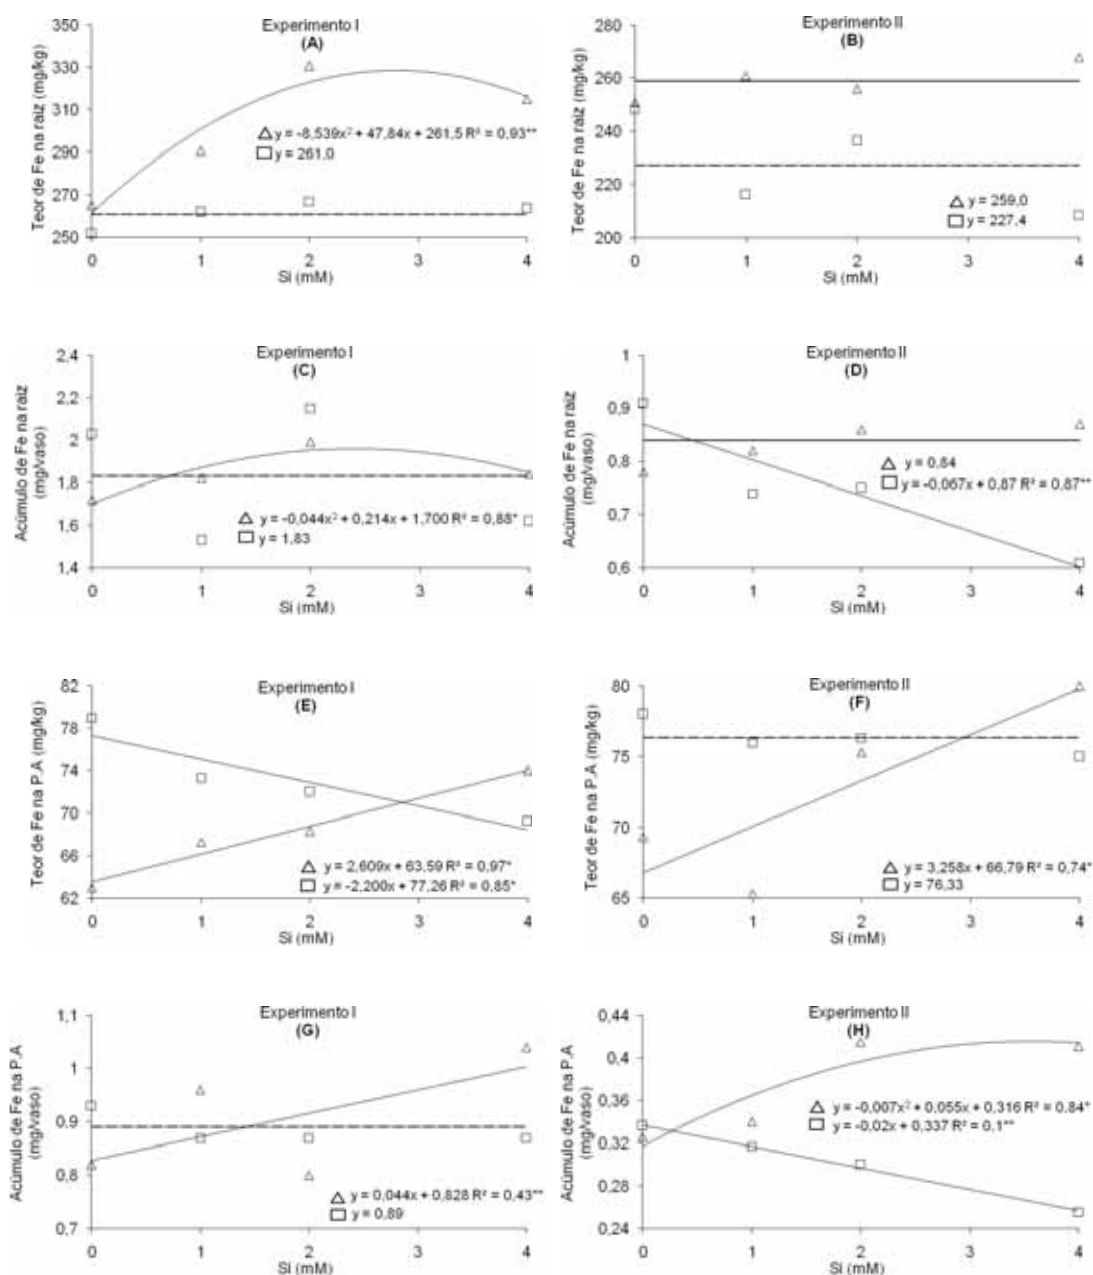 Experimento I
(A)
Teor de Fe na raiz (mg/kg)
350
330
310
290
270
250
y = -8,539x² + 47,84x + 261,5 R² = 0,93**
y = 261,0
0 1 2 3 4
Si (mM)
Experimento II
(B)
Teor de Fe na raiz (mg/kg)
280
260
240
220
200
y = 259,0
y = 227,4
0 1 2 3 4
Si (mM)
Experimento I
(C)
Acúmulo de Fe na raiz
(mg/vaso)
2,4
2,2
2
1,8
1,6
1,4
y = -0,044x² + 0,214x + 1,700 R² = 0,88*
y = 1,83
0 1 2 3 4
Si (mM)
Experimento II
(D)
Acúmulo de Fe na raiz
(mg/vaso)
1
0,9
0,8
0,7
0,6
y = 0,84
y = -0,067x + 0,87 R² = 0,87**
0 1 2 3 4
Si (mM)
Experimento I
(E)
Teor de Fe na P.A (mg/kg)
82
78
74
70
66
62
y = 2,609x + 63,59 R² = 0,97*
y = -2,200x + 77,26 R² = 0,85*
0 1 2 3 4
Si (mM)
Experimento II
(F)
Teor de Fe na P.A (mg/kg)
80
75
70
65
y = 3,258x + 66,79 R² = 0,74*
y = 76,33
0 1 2 3 4
Si (mM)
Experimento I
(G)
Acúmulo de Fe na P.A
(mg/vaso)
1,1
1
0,9
0,8
0,7
y = 0,044x + 0,828 R² = 0,43**
y = 0,89
0 1 2 3 4
Si (mM)
Experimento II
(H)
Acúmulo de Fe na P.A
(mg/vaso)
0,44
0,4
0,36
0,32
0,28
0,24
y = -0,007x² + 0,055x + 0,316 R² = 0,84*
y = -0,02x + 0,337 R² = 0,1**
0 1 2 3 4
Si (mM)